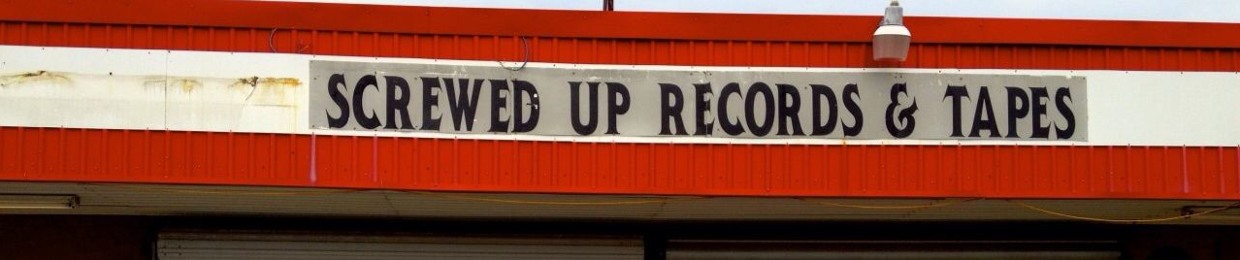 SCREWED UP RECORDS & TAPES